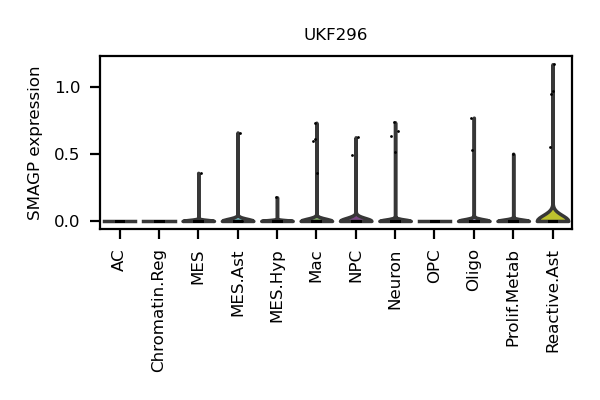 UKF296
SMAGP expression
1.0
0.5
0.0
AC
Chromatin.Reg
MES
MES.Ast
MES.Hyp
Mac
NPC
Neuron
OPC
Oligo
Prolif.Metab
Reactive.Ast